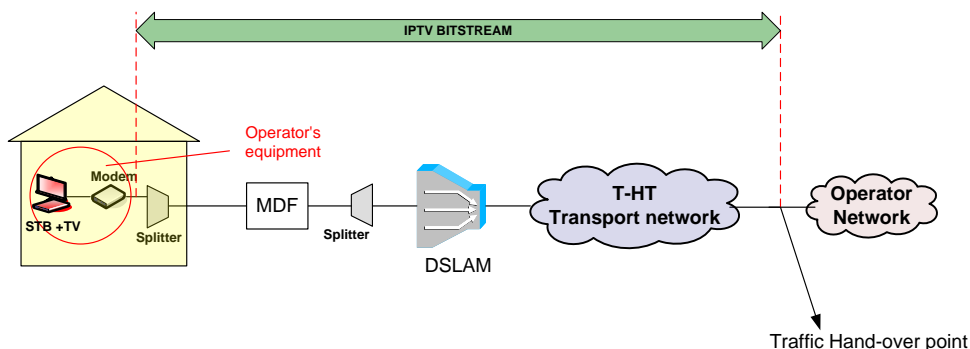 IPTV BITSTREAM
Operator's
equipment
Modem
STB +TV
Splitter
MDF
Splitter
DSLAM
T-HT
Transport network
Operator
Network
Traffic Hand-over point